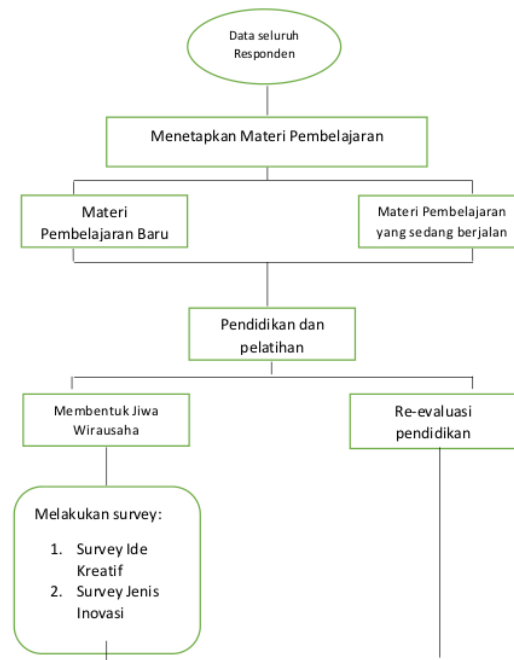 Data seluruh
Responden
Menetapkan Materi Pembelajaran
Materi
Pembelajaran Baru
Materi Pembelajaran
yang sedang berjalan
Pendidikan dan
pelatihan
Membentuk Jiwa
Wirausaha
Re-evaluasi
pendidikan
Melakukan survey:
1. Survey Ide
Kreatif
2. Survey Jenis
Inovasi